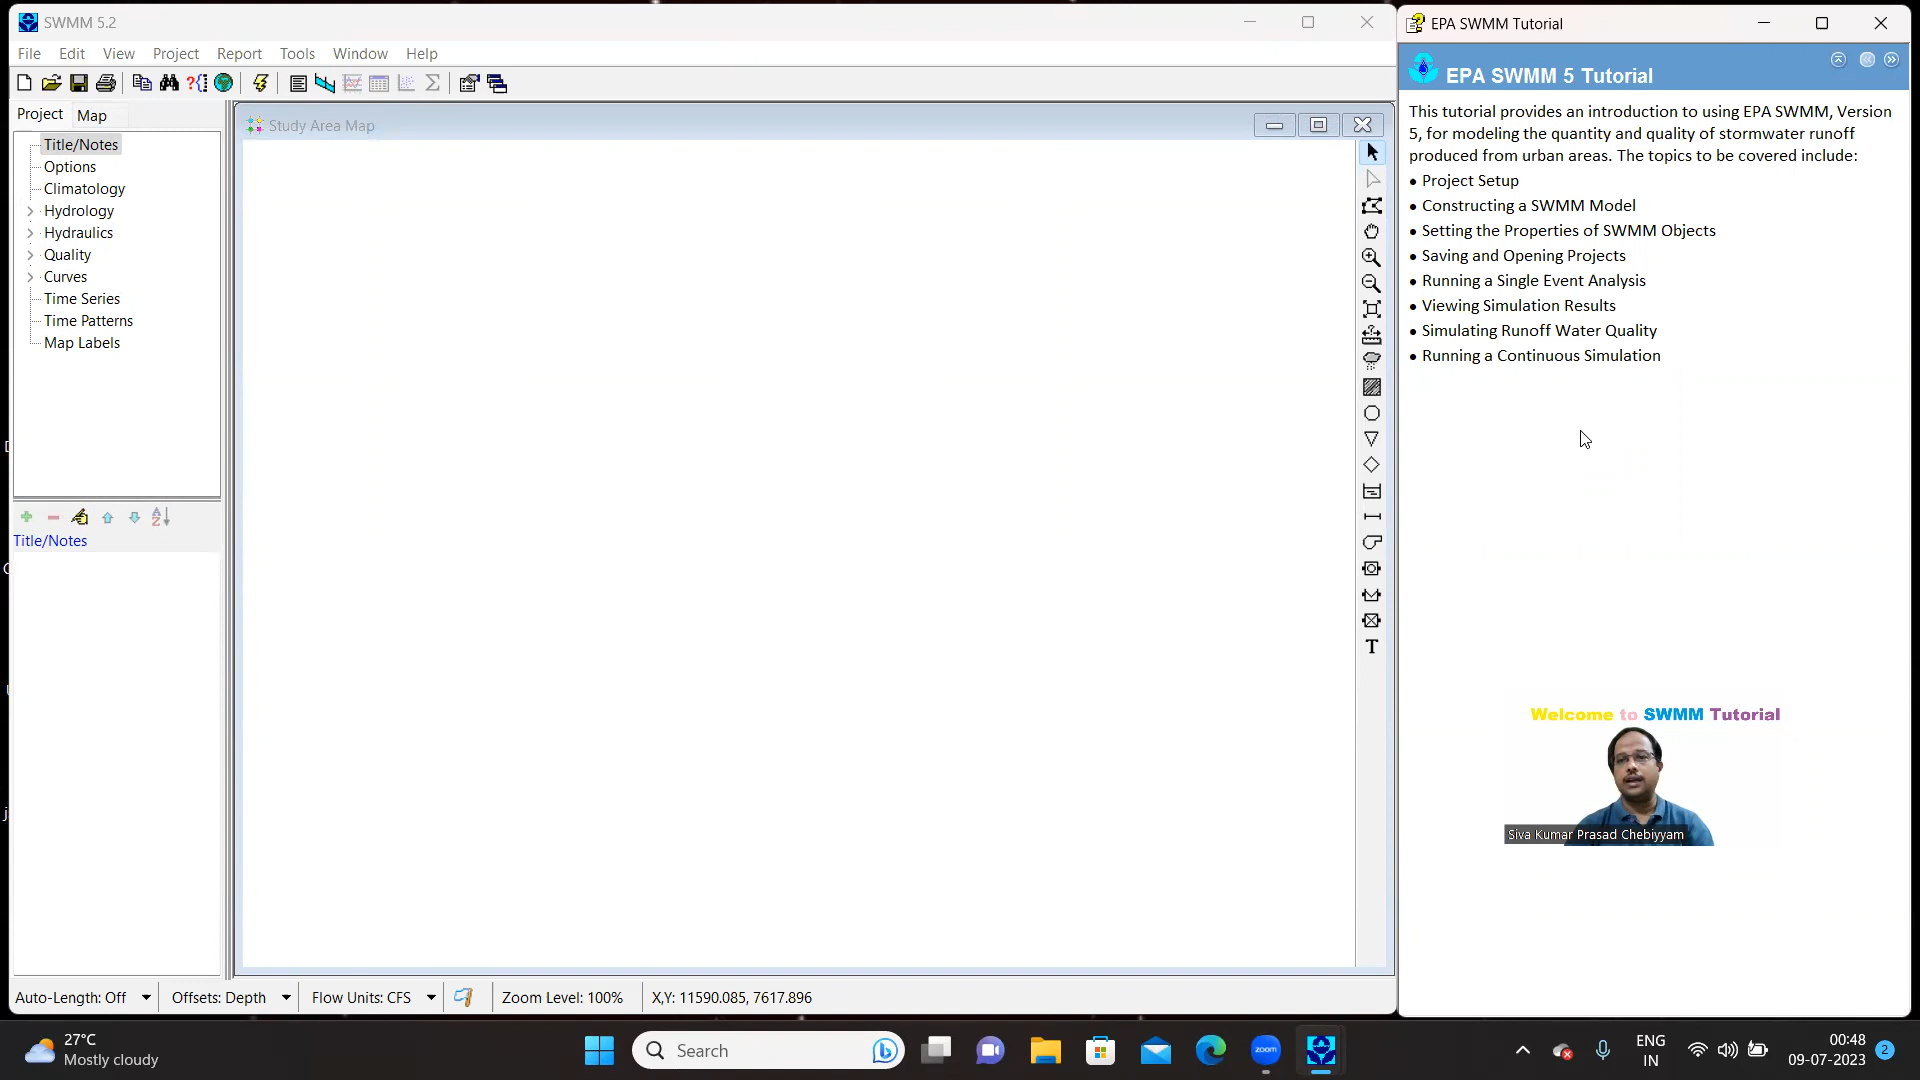 SWMM 5.2
File Edit View Project Report Tools Window Help
Project Map
Title/Notes
Options
Climatology
Hydrology
Hydraulics
Quality
Curves
Time Series
Time Patterns
Map Labels
Title/Notes
Study Area Map
T
Auto-Length: Off Offsets: Depth Flow Units: CFS Zoom Level: 100% X,Y: 11590.085, 7617.896
EPA SWMM Tutorial
EPA SWMM 5 Tutorial
This tutorial provides an introduction to using EPA SWMM, Version
5, for modeling the quantity and quality of stormwater runoff
produced from urban areas. The topics to be covered include:
• Project Setup
• Constructing a SWMM Model
• Setting the Properties of SWMM Objects
• Saving and Opening Projects
• Running a Single Event Analysis
• Viewing Simulation Results
• Simulating Runoff Water Quality
• Running a Continuous Simulation
Welcome to SWMM Tutorial
Siva Kumar Prasad Chebiyyam
27°C
Mostly cloudy
Search
zoom
ENG
IN
00:48
09-07-2023
2